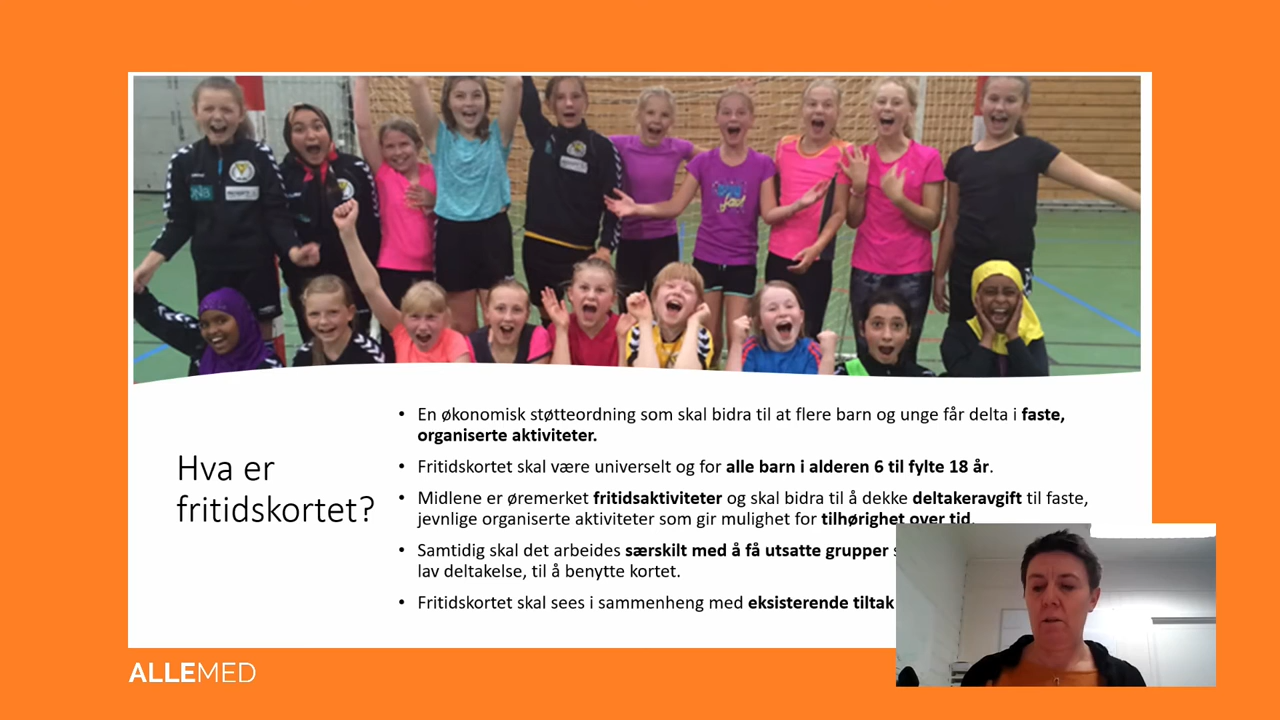 Hva er
fritidskortet?
• En økonomisk støtteordning som skal bidra til at flere barn og unge får delta i faste,
organiserte aktiviteter.
• Fritidskortet skal være universelt og for alle barn i alderen 6 til fylte 18 år.
• Midlene er øremerket fritidsaktiviteter og skal bidra til å dekke deltakeravgift til faste,
jevnlige organiserte aktiviteter som gir mulighet for tilhørighet over tid.
• Samtidig skal det arbeides særskilt med å få utsatte grupper
lav deltakelse, til å benytte kortet.
• Fritidskortet skal sees i sammenheng med eksisterende tiltak
ALLEMED